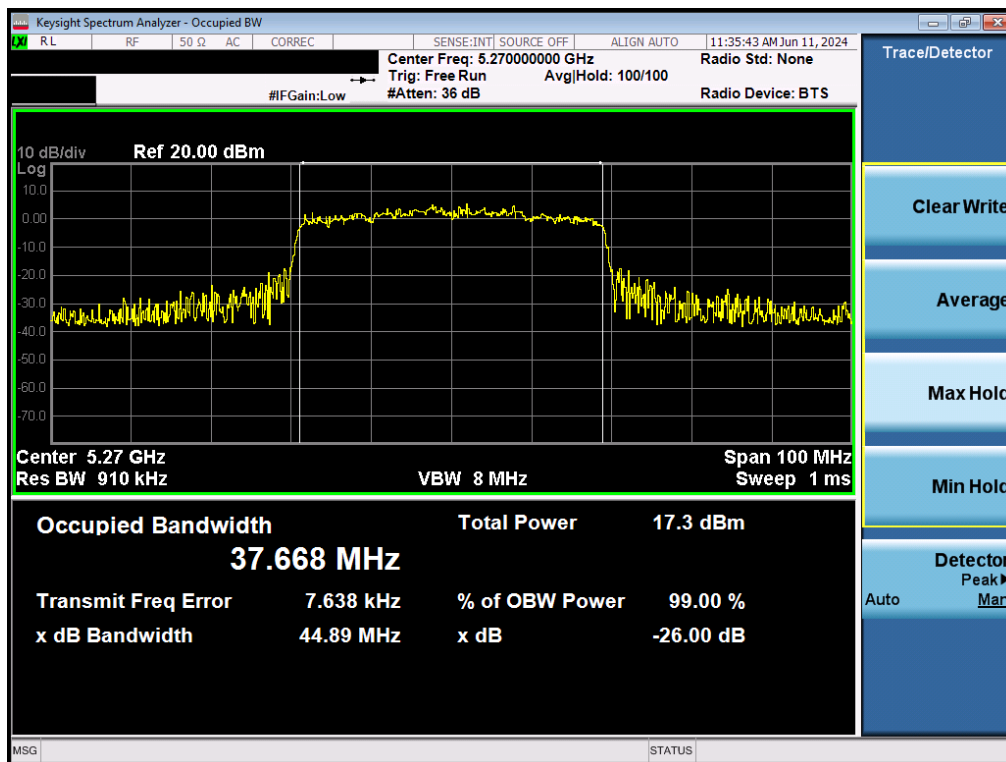 Keysight Spectrum Analyzer - Occupied BW
LXI RL RF 50 Ω AC CORREC SENSE:INT SOURCE OFF ALIGN AUTO 11:35:43 AM Jun 11, 2024
Center Freq: 5.270000000 GHz Radio Std: None
Trig: Free Run Avg|Hold: 100/100
#IFGain:Low #Atten: 36 dB Radio Device: BTS
10 dB/div Ref 20.00 dBm
Log
10.0
0.00
-10.0
-20.0
-30.0
-40.0
-50.0
-60.0
-70.0
Center 5.27 GHz Span 100 MHz
Res BW 910 kHz VBW 8 MHz Sweep 1 ms
Occupied Bandwidth Total Power 17.3 dBm
37.668 MHz
Transmit Freq Error 7.638 kHz % of OBW Power 99.00 %
x dB Bandwidth 44.89 MHz x dB -26.00 dB
MSG STATUS
Trace/Detector
Clear Write
Average
Max Hold
Min Hold
Detector
Peak
Auto Man